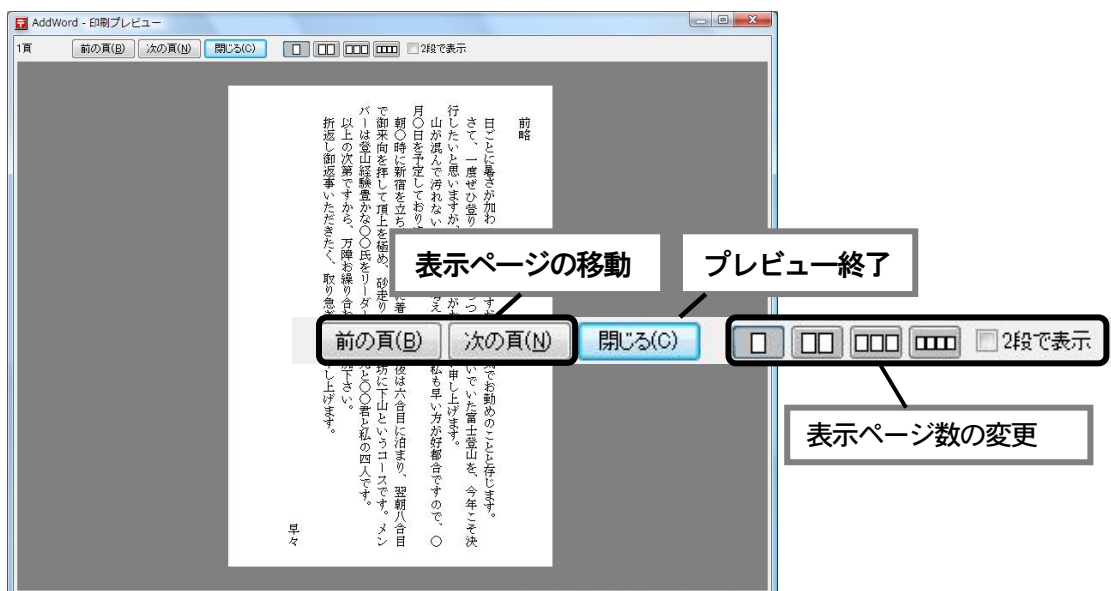 AddWord - 印刷プレビュー
1頁 前の頁(B) 次の頁(N) 閉じる(C) 2段で表示
前略
日ごとに暑さが加わ でお勤めのことと存じます。
さて、一度ぜひ登り いでいた富士登山を、今年こそ決
行したいと思いますが、 申し上げます。
山が混んで汚れない 私も早い方が好都合ですので、〇
月〇日を予定しており
朝〇時に新宿を立ち に着 後は六合目に泊まり、翌朝八合目
で御来向を拝して頂上を極め、砂走り 坊に下山というコースです。メン
バーは登山経験豊かな〇〇氏をリーダー と〇〇君と私の四人です。
以上の次第ですから、万障お繰り合わ 下さい。
折返し御返事いただきたく、取り急ぎ し上げます。
早々
表示ページの移動
プレビュー終了
前の頁(B) 次の頁(N) 閉じる(C) 2段で表示
表示ページ数の変更